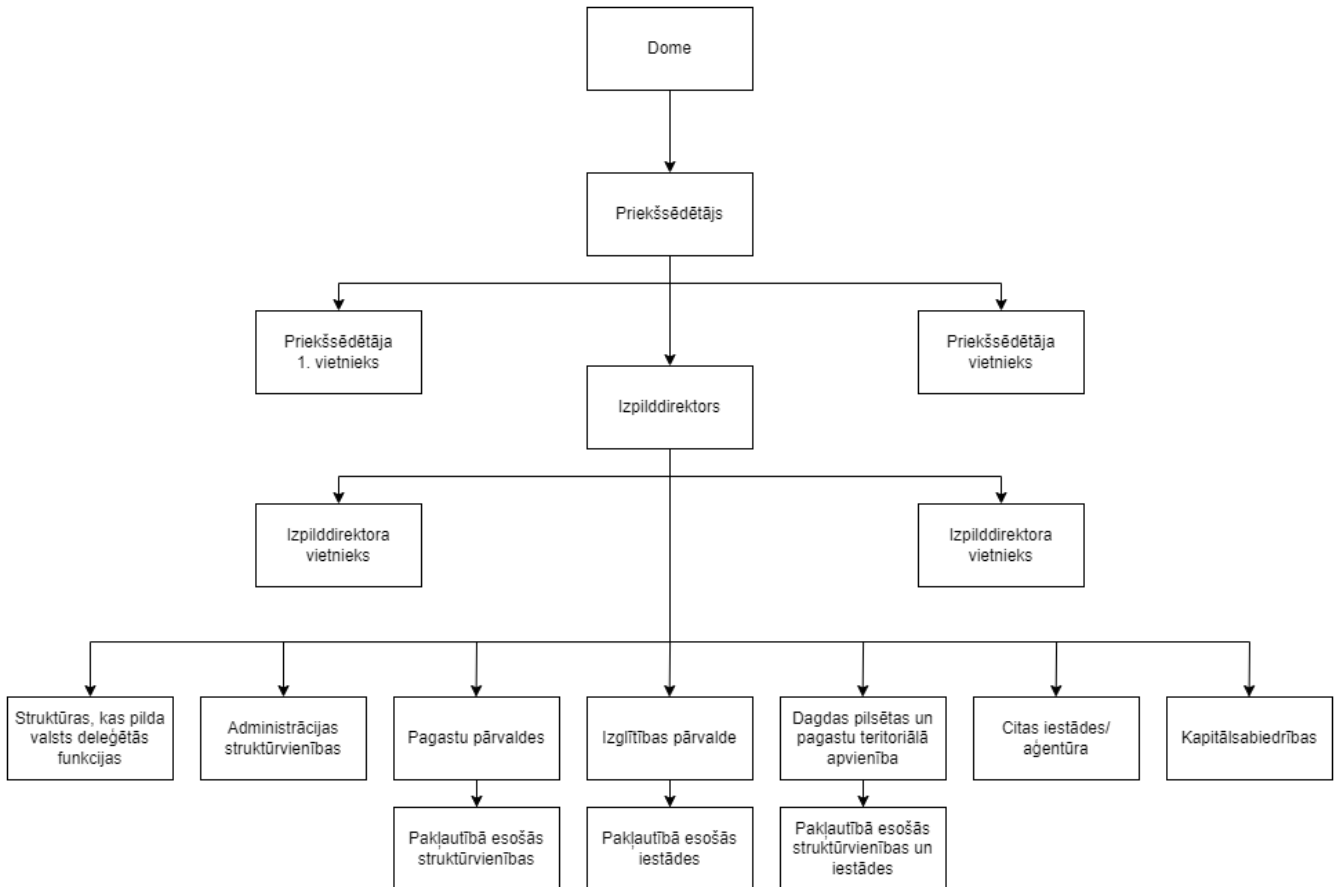 Dome
Priekšsēdētājs
Priekšsēdētāja
1. vietnieks
Priekšsēdētāja
vietnieks
Izpilddirektors
Izpilddirektora
vietnieks
Izpilddirektora
vietnieks
Struktūras, kas pilda
valsts deleģētās
funkcijas
Administrācijas
struktūrvienības
Pagastu pārvaldes
Izglītības pārvalde
Dagdas pilsētas un
pagastu teritoriālā
apvienība
Citas iestādes/
aģentūra
Kapitālsabiedrības
Pakļautībā esošās
struktūrvienības
Pakļautībā esošās
iestādes
Pakļautībā esošās
struktūrvienības un
iestādes